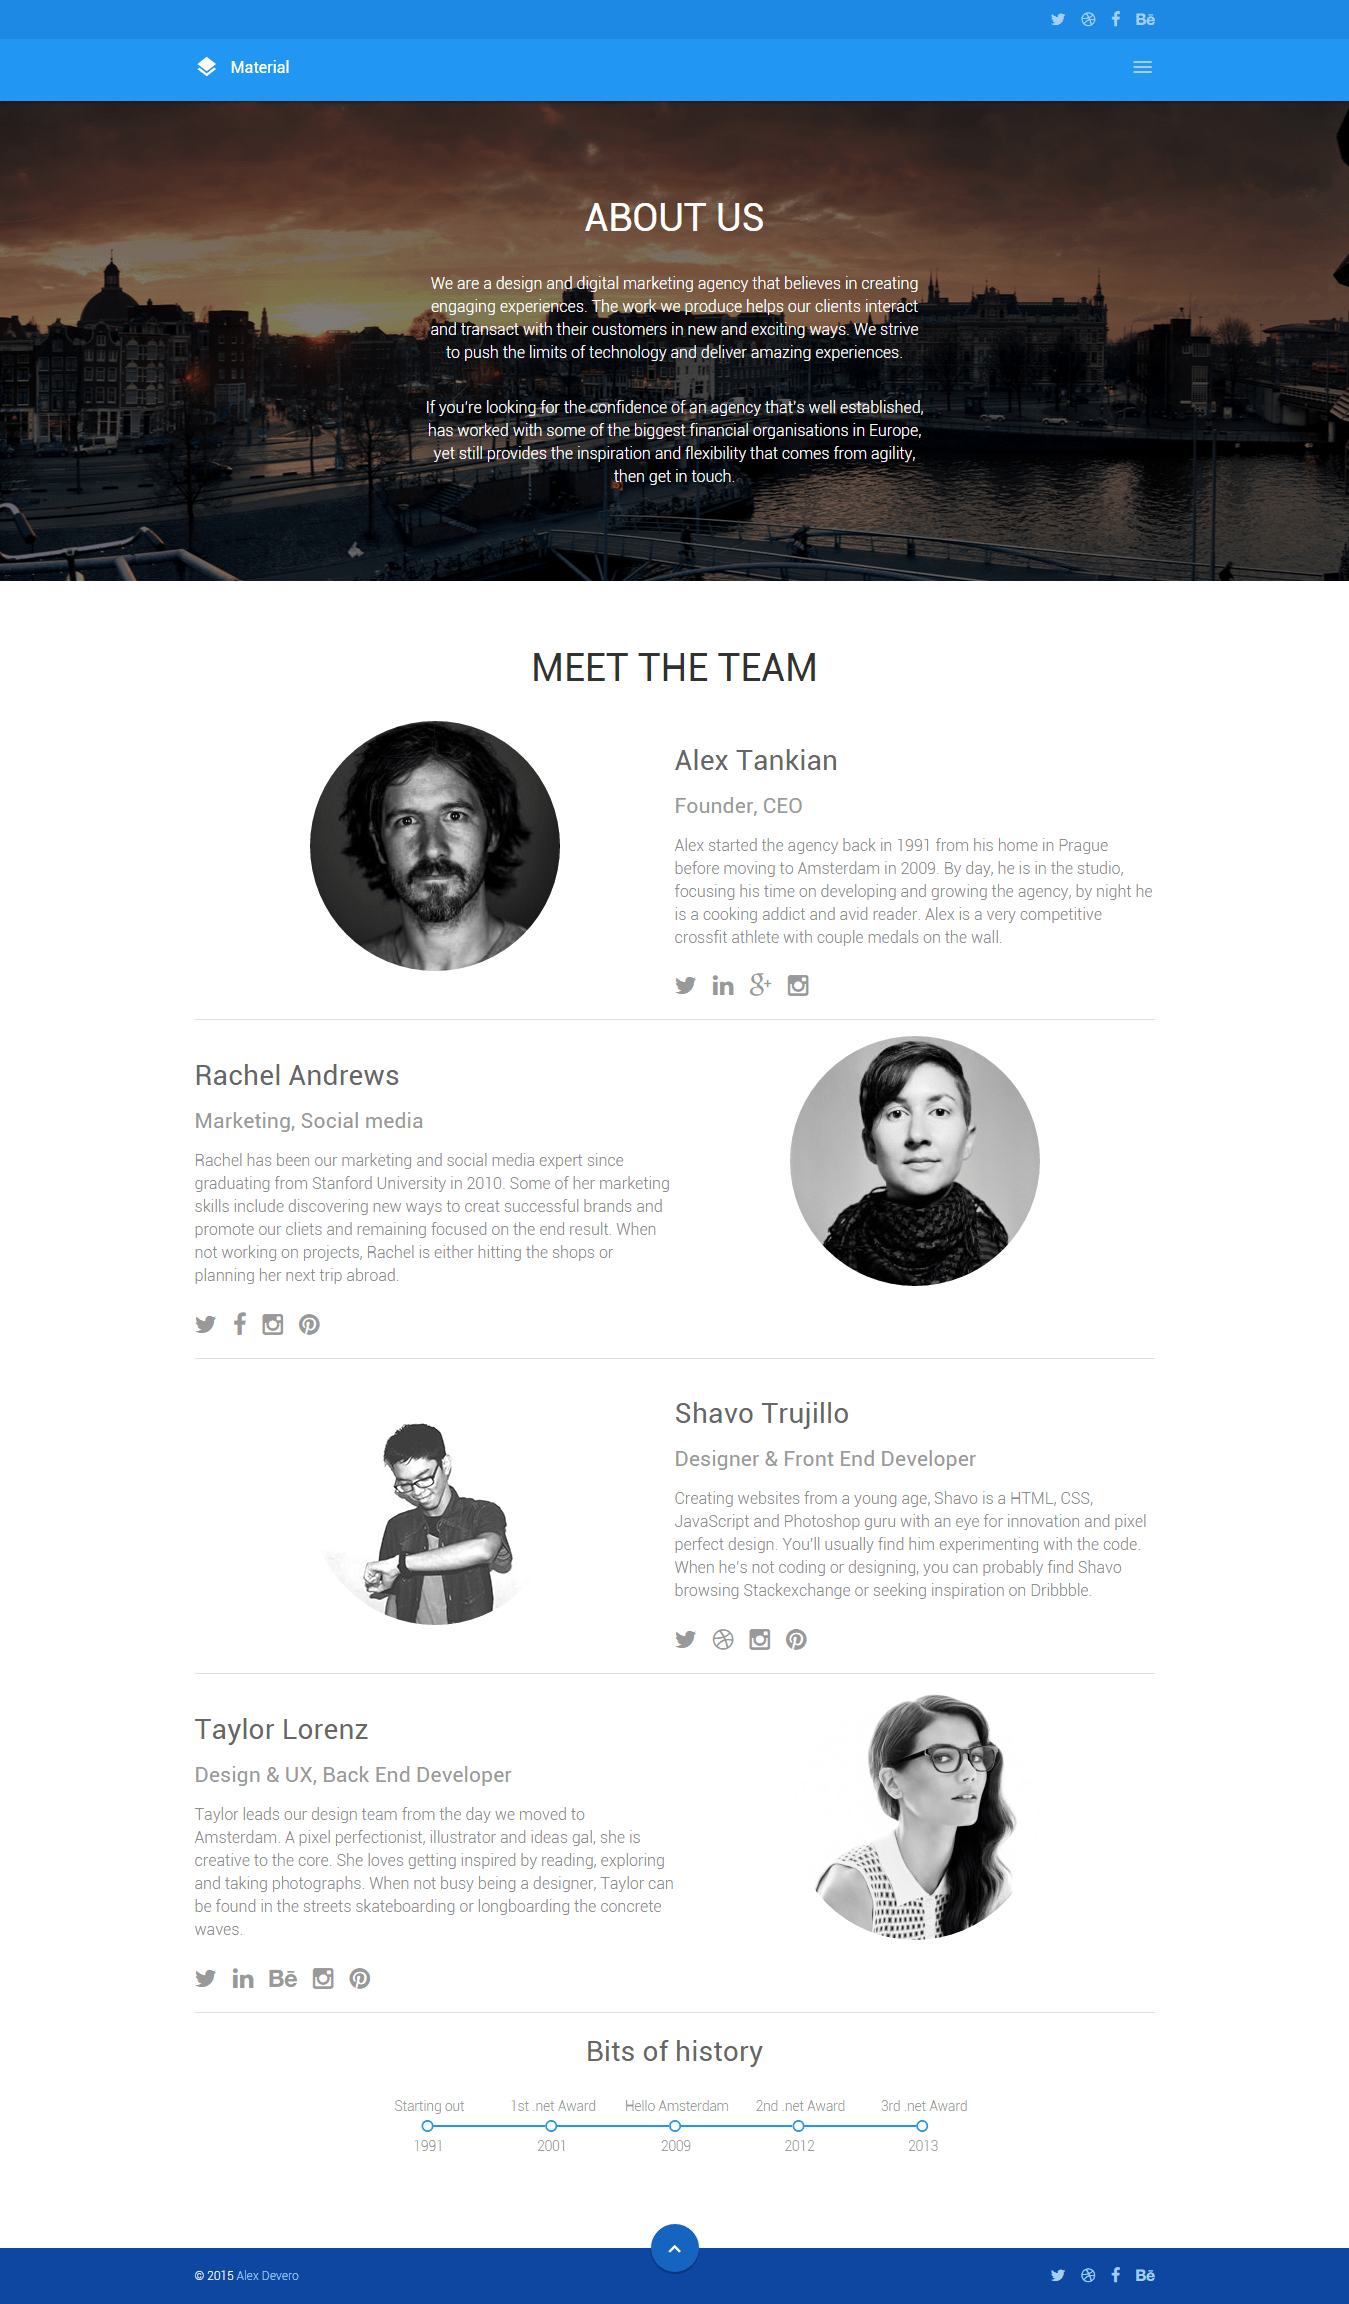 Bē
Material
ABOUT US
We are a design and digital marketing agency that believes in creating
engaging experiences. The work we produce helps our clients interact
and transact with their customers in new and exciting ways. We strive
to push the limits of technology and deliver amazing experiences.
If you're looking for the confidence of an agency that's well established,
has worked with some of the biggest financial organisations in Europe,
yet still provides the inspiration and flexibility that comes from agility,
then get in touch.
MEET THE TEAM
Alex Tankian
Founder, CEO
Alex started the agency back in 1991 from his home in Prague
before moving to Amsterdam in 2009. By day, he is in the studio,
focusing his time on developing and growing the agency, by night he
is a cooking addict and avid reader. Alex is a very competitive
crossfit athlete with couple medals on the wall.
Rachel Andrews
Marketing, Social media
Rachel has been our marketing and social media expert since
graduating from Stanford University in 2010. Some of her marketing
skills include discovering new ways to creat successful brands and
promote our cliets and remaining focused on the end result. When
not working on projects, Rachel is either hitting the shops or
planning her next trip abroad.
Shavo Trujillo
Designer & Front End Developer
Creating websites from a young age, Shavo is a HTML, CSS,
JavaScript and Photoshop guru with an eye for innovation and pixel
perfect design. You'll usually find him experimenting with the code.
When he's not coding or designing, you can probably find Shavo
browsing Stackexchange or seeking inspiration on Dribbble.
Taylor Lorenz
Design & UX, Back End Developer
Taylor leads our design team from the day we moved to
Amsterdam. A pixel perfectionist, illustrator and ideas gal, she is
creative to the core. She loves getting inspired by reading, exploring
and taking photographs. When not busy being a designer, Taylor can
be found in the streets skateboarding or longboarding the concrete
waves.
Bē
Bits of history
Starting out 1st .net Award Hello Amsterdam 2nd .net Award 3rd .net Award
1991 2001 2009 2012 2013
© 2015 Alex Devero Bē